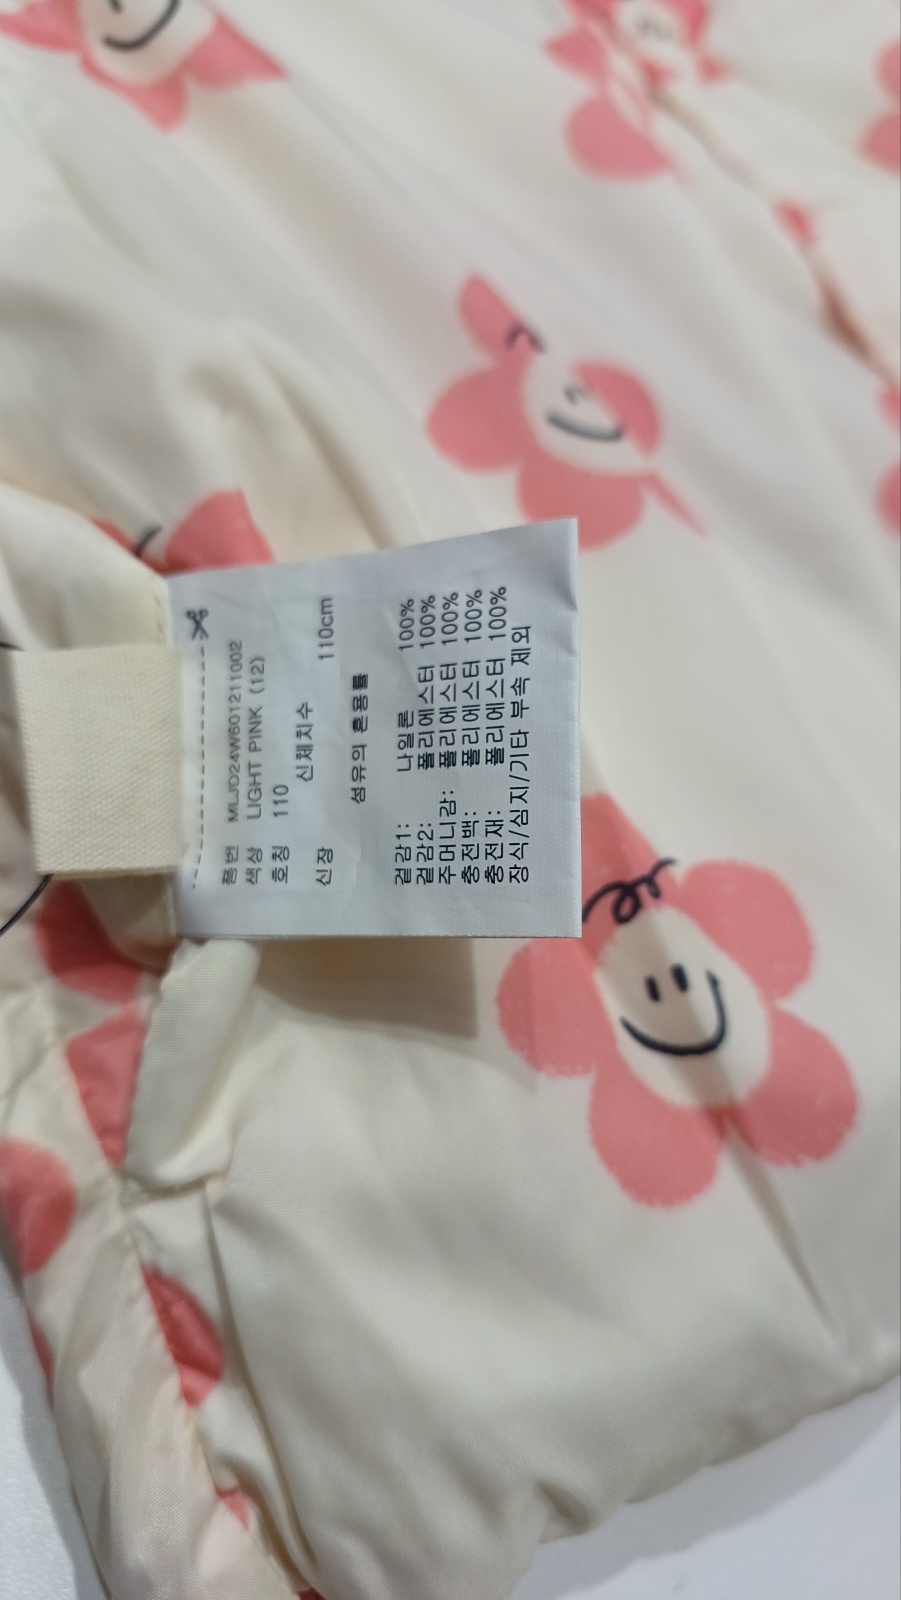 품번 MLJD24W601211002
색상 LIGHT PINK (12)
호칭 110
신체치수
신장 110cm
섬유의 혼용률
겉감1: 나일론 100%
겉감2: 폴리에스터 100%
주머니감: 폴리에스터 100%
충전백: 폴리에스터 100%
충전재: 폴리에스터 100%
장식/심지/기타 부속 제외